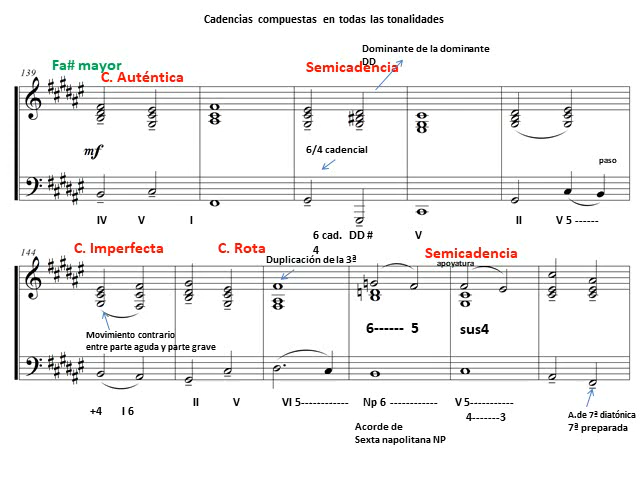 Cadencias compuestas en todas las tonalidades
Dominante de la dominante
DD
Fa# mayor
139
C. Auténtica
Semicadencia
mf
6/4 cadencial
paso
IV V I
6 cad. DD # V
4
II V 5 ------
144
C. Imperfecta
C. Rota
Duplicación de la 3ª
Semicadencia
apoyatura
6------ 5
sus4
Movimiento contrario
entre parte aguda y parte grave
+4 I 6
II V
VI 5-----------
Np 6 ------------
V 5-----------
4-------3
Acorde de
Sexta napolitana NP
A.de 7ª diatónica
7ª preparada